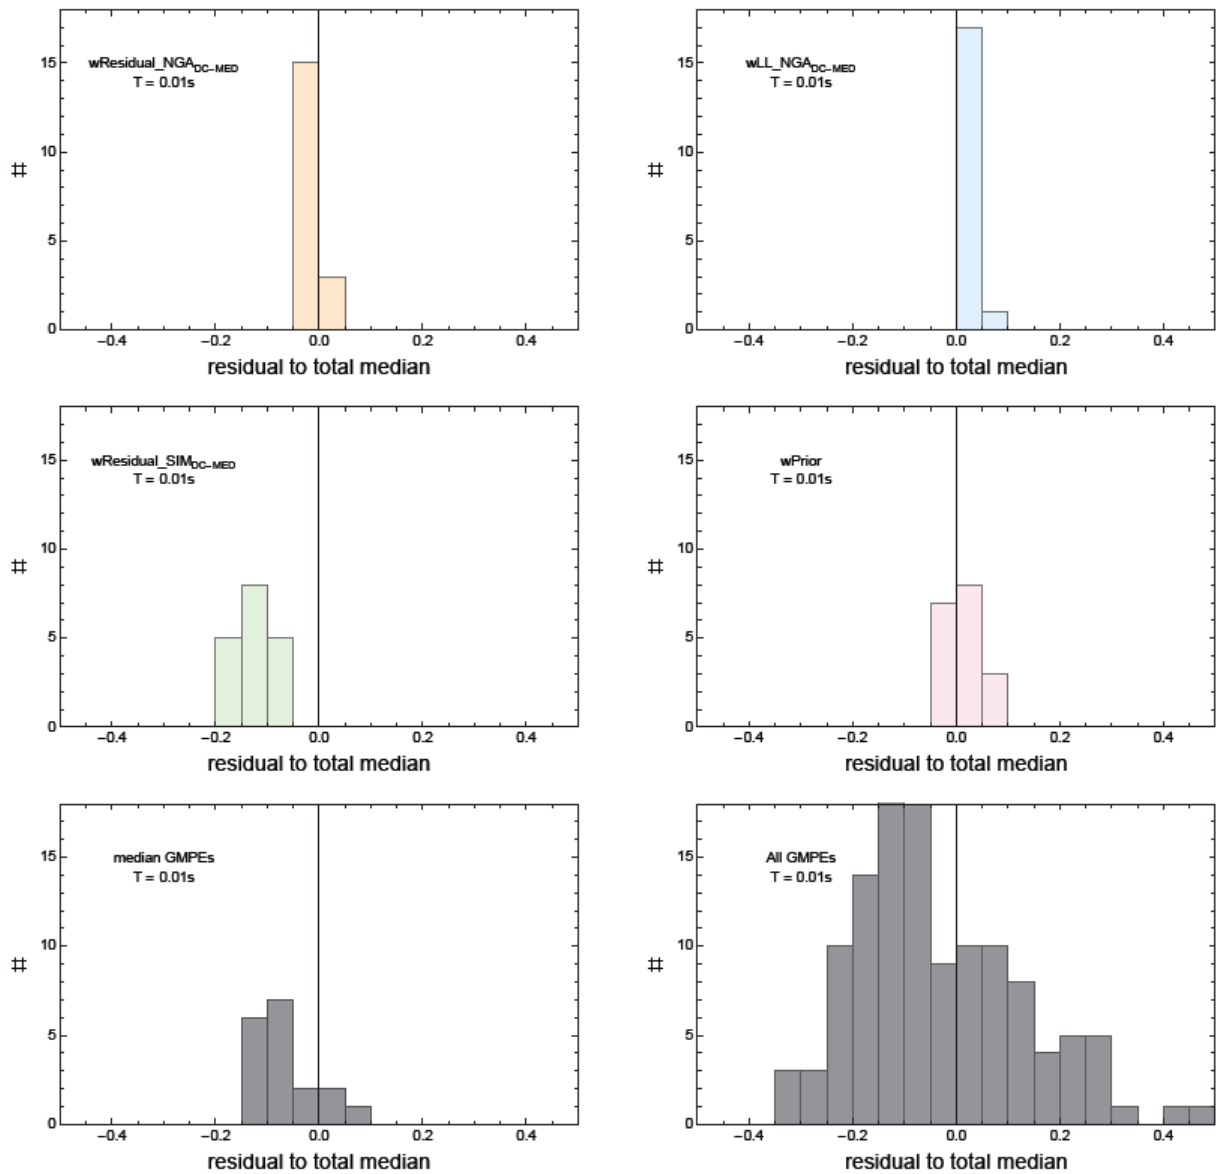 wResidual_NGA_DC-MED
T = 0.01s
15
10
5
0
#
−0.4 −0.2 0.0 0.2 0.4
residual to total median
wLL_NGA_DC-MED
T = 0.01s
15
10
5
0
#
−0.4 −0.2 0.0 0.2 0.4
residual to total median
wResidual_SIM_DC-MED
T = 0.01s
15
10
5
0
#
−0.4 −0.2 0.0 0.2 0.4
residual to total median
wPrior
T = 0.01s
15
10
5
0
#
−0.4 −0.2 0.0 0.2 0.4
residual to total median
median GMPEs
T = 0.01s
15
10
5
0
#
−0.4 −0.2 0.0 0.2 0.4
residual to total median
All GMPEs
T = 0.01s
15
10
5
0
#
−0.4 −0.2 0.0 0.2 0.4
residual to total median